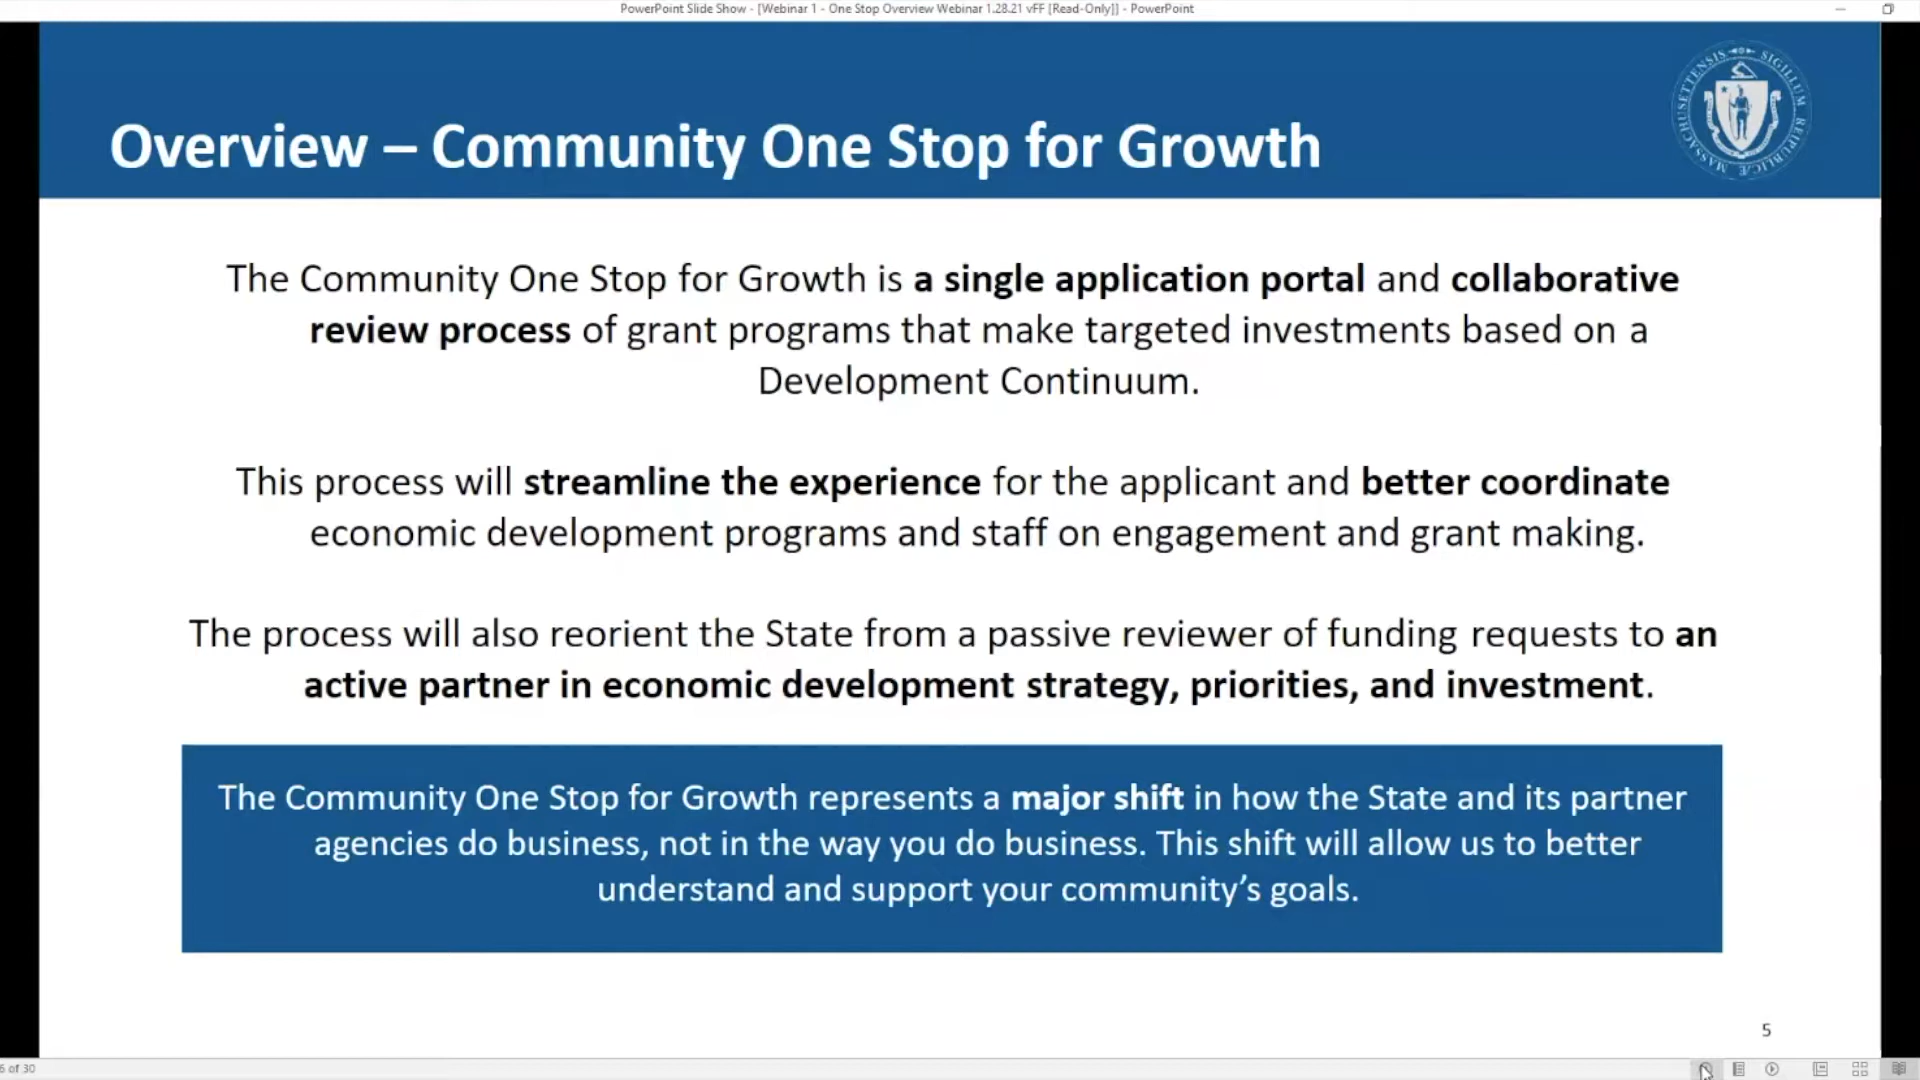 PowerPoint Slide Show - [Webinar 1 - One Stop Overview Webinar 1.28.21 vFF [Read-Only]] - PowerPoint
MASSACHUSETTENSIS SIGILLUM REIPUBLICÆ
Overview – Community One Stop for Growth
The Community One Stop for Growth is a single application portal and collaborative
review process of grant programs that make targeted investments based on a
Development Continuum.
This process will streamline the experience for the applicant and better coordinate
economic development programs and staff on engagement and grant making.
The process will also reorient the State from a passive reviewer of funding requests to an
active partner in economic development strategy, priorities, and investment.
The Community One Stop for Growth represents a major shift in how the State and its partner
agencies do business, not in the way you do business. This shift will allow us to better
understand and support your community’s goals.
5
6 of 30